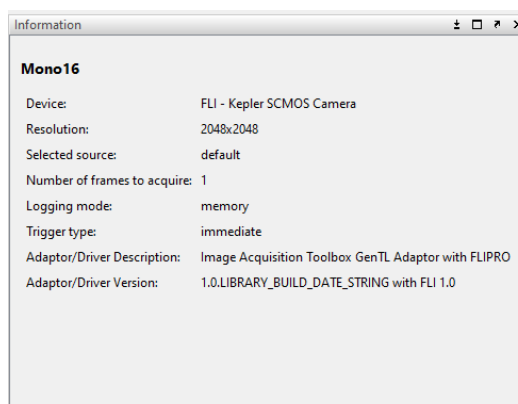 Information
Mono16
Device: FLI - Kepler SCMOS Camera
Resolution: 2048x2048
Selected source: default
Number of frames to acquire: 1
Logging mode: memory
Trigger type: immediate
Adaptor/Driver Description: Image Acquisition Toolbox GenTL Adaptor with FLIPRO
Adaptor/Driver Version: 1.0.LIBRARY_BUILD_DATE_STRING with FLI 1.0